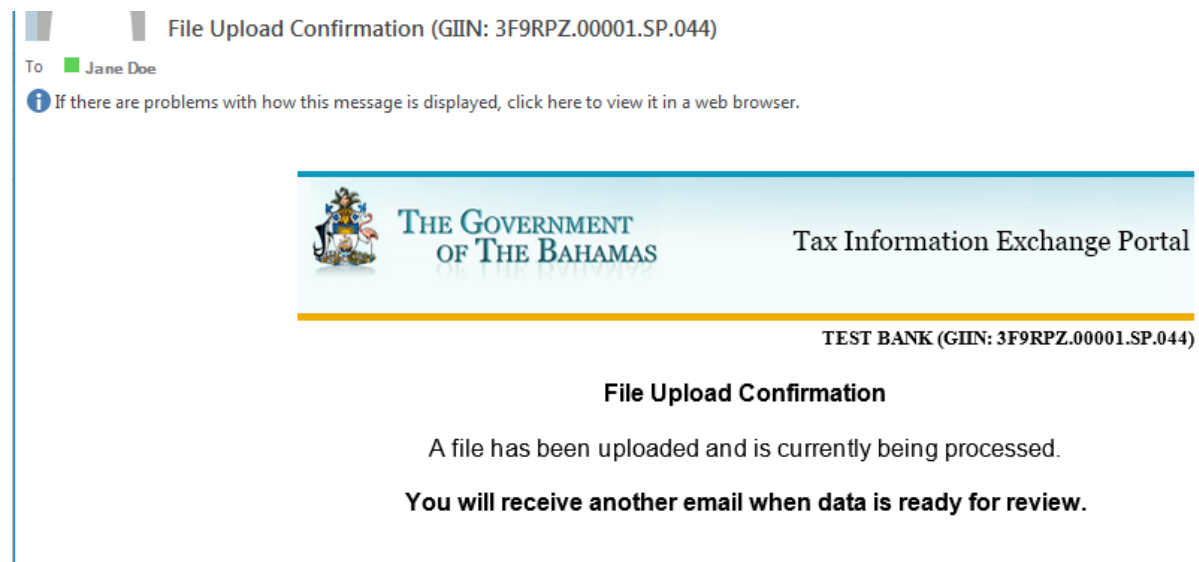 File Upload Confirmation (GIIN: 3F9RPZ.00001.SP.044)
To Jane Doe
If there are problems with how this message is displayed, click here to view it in a web browser.
THE GOVERNMENT
OF THE BAHAMAS
Tax Information Exchange Portal
TEST BANK (GIIN: 3F9RPZ.00001.SP.044)
File Upload Confirmation
A file has been uploaded and is currently being processed.
You will receive another email when data is ready for review.